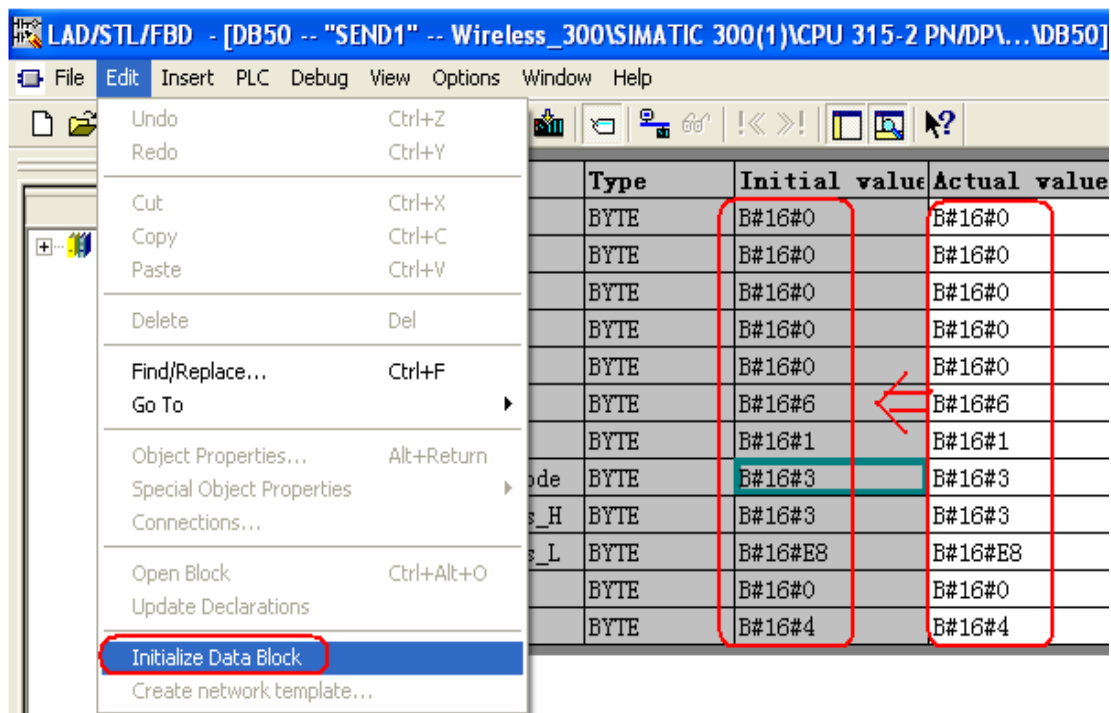 LAD/STL/FBD - [DB50 -- "SEND1" -- Wireless_300\SIMATIC 300(1)\CPU 315-2 PN/DP\...\DB50]
File Edit Insert PLC Debug View Options Window Help
Undo Ctrl+Z
Redo Ctrl+Y
Cut Ctrl+X
Copy Ctrl+C
Paste Ctrl+V
Delete Del
Find/Replace... Ctrl+F
Go To
Object Properties... Alt+Return
Special Object Properties
Connections...
Open Block Ctrl+Alt+O
Update Declarations
Initialize Data Block
Create network template...
Type Initial value Actual value
BYTE B#16#0 B#16#0
BYTE B#16#0 B#16#0
BYTE B#16#0 B#16#0
BYTE B#16#0 B#16#0
BYTE B#16#0 B#16#0
BYTE B#16#6 B#16#6
BYTE B#16#1 B#16#1
ode BYTE B#16#3 B#16#3
s_H BYTE B#16#3 B#16#3
s_L BYTE B#16#E8 B#16#E8
BYTE B#16#0 B#16#0
BYTE B#16#4 B#16#4